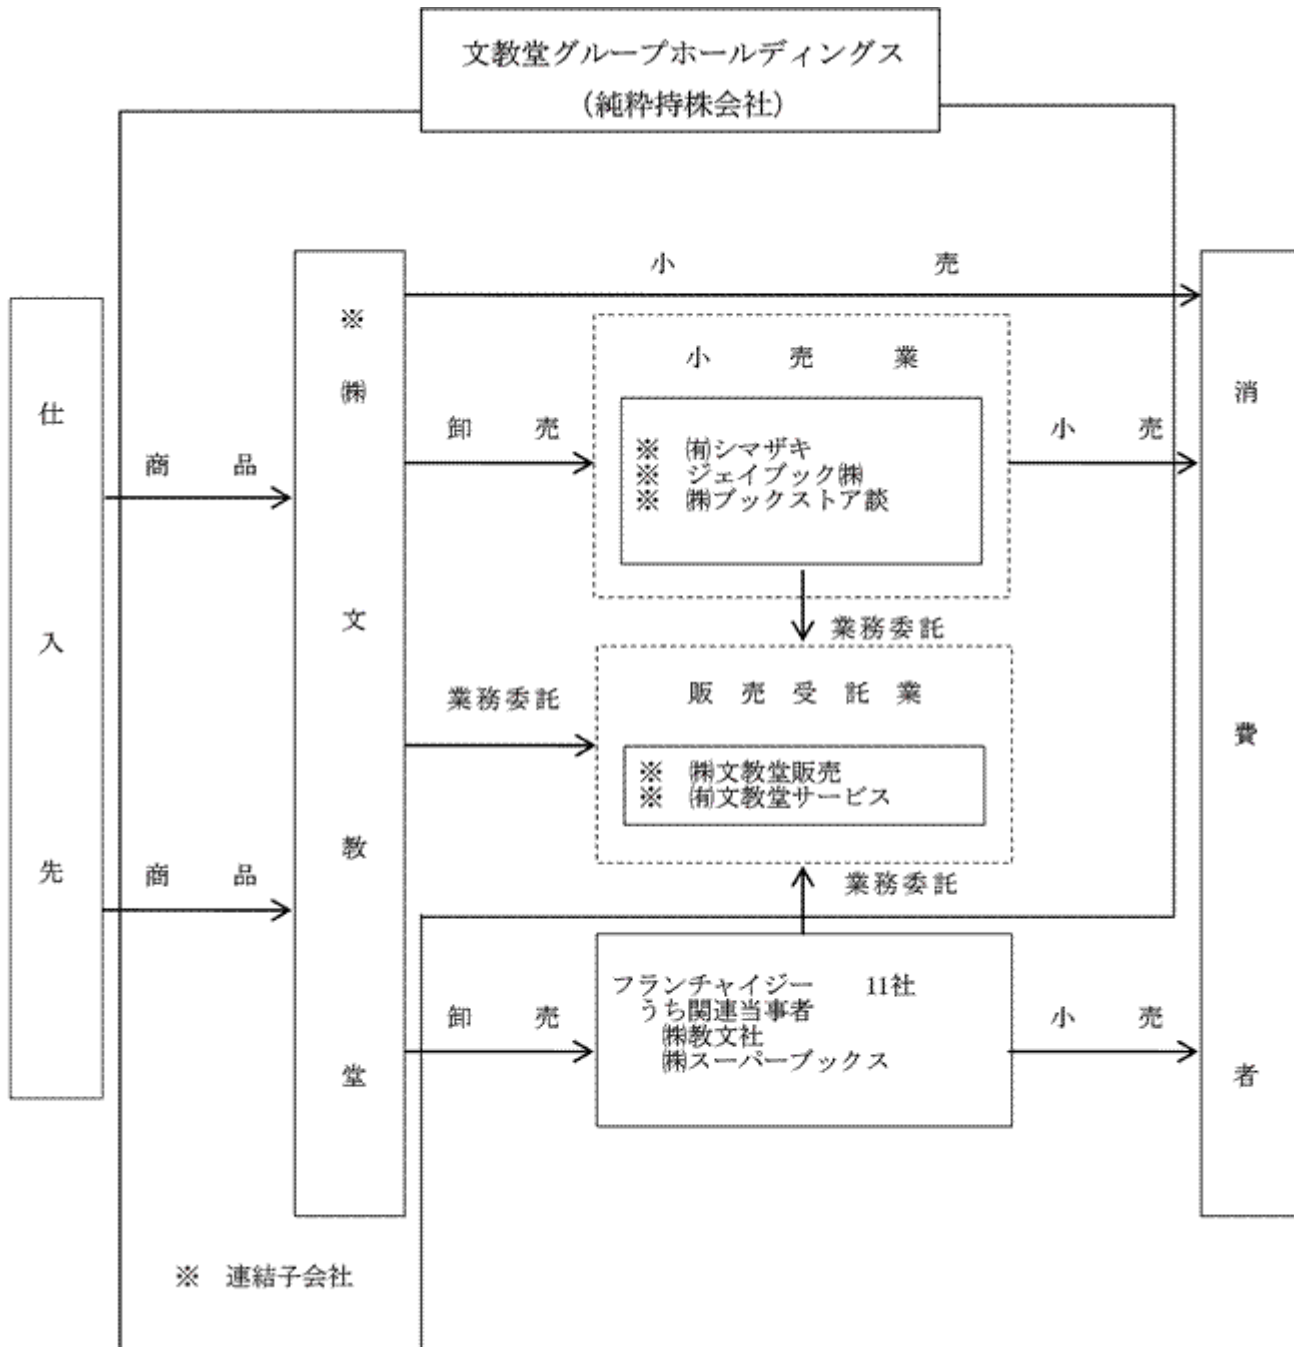 文教堂グループホールディングス
（純粋持株会社）
仕入先
商品
商品
※㈱文教堂
小売
卸売
小売業
※ ㈲シマザキ
※ ジェイブック㈱
※ ㈱ブックストア談
小売
業務委託
業務委託
販売受託業
※ ㈱文教堂販売
※ ㈲文教堂サービス
業務委託
卸売
フランチャイジー 11社
うち関連当事者
㈱教文社
㈱スーパーブックス
小売
消費者
※ 連結子会社